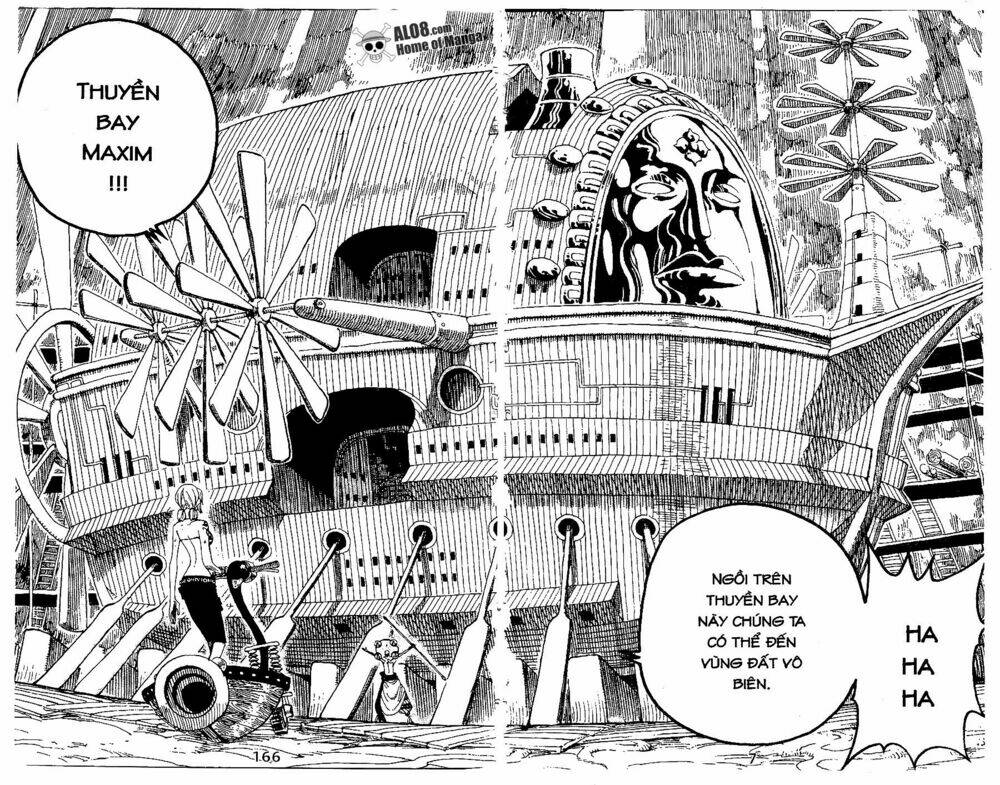 AL08.com
Home of Manga
THUYỀN
BAY
MAXIM
!!!
NGỒI TRÊN
THUYỀN BAY
NÀY CHÚNG TA
CÓ THỂ ĐẾN
VÙNG ĐẤT VÔ
BIÊN.
HA
HA
HA
166